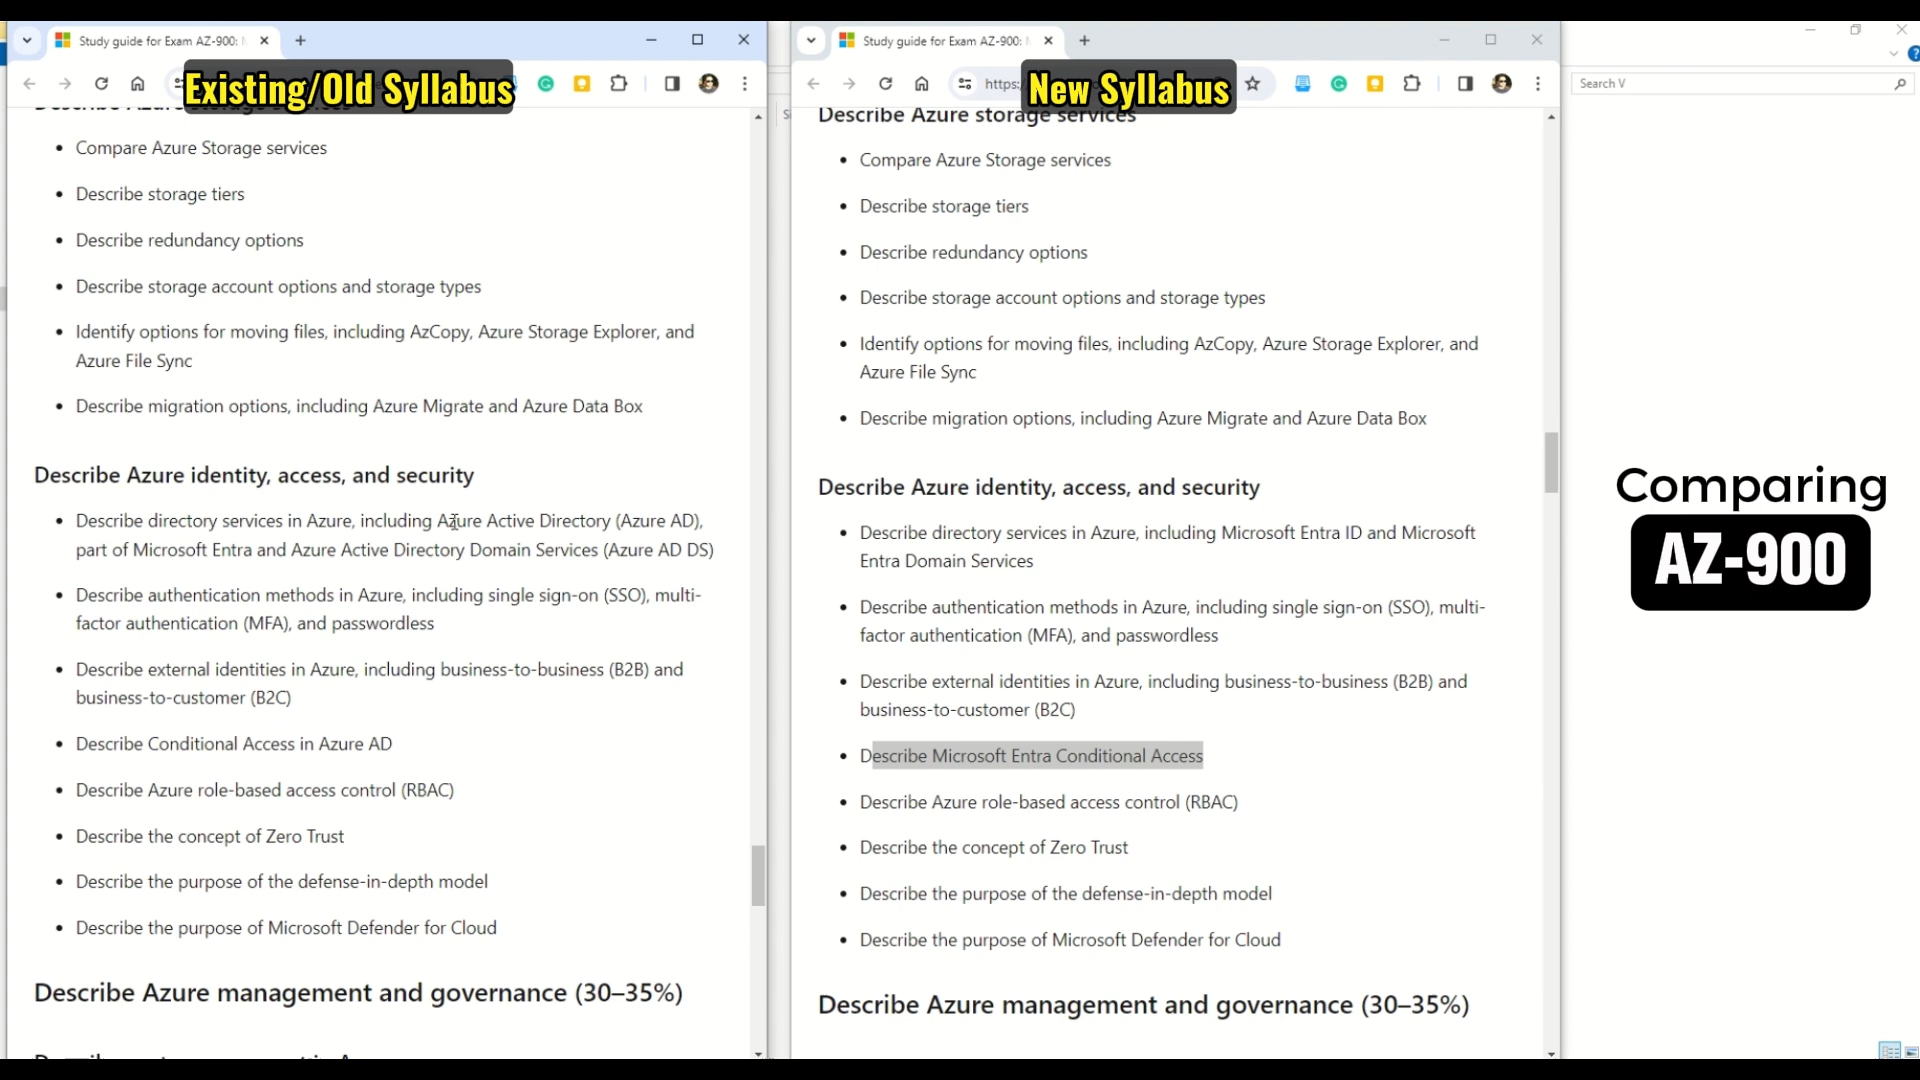 Study guide for Exam AZ-900:
Existing/Old Syllabus
Compare Azure Storage services
Describe storage tiers
Describe redundancy options
Describe storage account options and storage types
Identify options for moving files, including AzCopy, Azure Storage Explorer, and
Azure File Sync
Describe migration options, including Azure Migrate and Azure Data Box
Describe Azure identity, access, and security
Describe directory services in Azure, including Azure Active Directory (Azure AD),
part of Microsoft Entra and Azure Active Directory Domain Services (Azure AD DS)
Describe authentication methods in Azure, including single sign-on (SSO), multi-
factor authentication (MFA), and passwordless
Describe external identities in Azure, including business-to-business (B2B) and
business-to-customer (B2C)
Describe Conditional Access in Azure AD
Describe Azure role-based access control (RBAC)
Describe the concept of Zero Trust
Describe the purpose of the defense-in-depth model
Describe the purpose of Microsoft Defender for Cloud
Describe Azure management and governance (30–35%)
Study guide for Exam AZ-900:
https:
New Syllabus
Describe Azure storage services
Compare Azure Storage services
Describe storage tiers
Describe redundancy options
Describe storage account options and storage types
Identify options for moving files, including AzCopy, Azure Storage Explorer, and
Azure File Sync
Describe migration options, including Azure Migrate and Azure Data Box
Describe Azure identity, access, and security
Describe directory services in Azure, including Microsoft Entra ID and Microsoft
Entra Domain Services
Describe authentication methods in Azure, including single sign-on (SSO), multi-
factor authentication (MFA), and passwordless
Describe external identities in Azure, including business-to-business (B2B) and
business-to-customer (B2C)
Describe Microsoft Entra Conditional Access
Describe Azure role-based access control (RBAC)
Describe the concept of Zero Trust
Describe the purpose of the defense-in-depth model
Describe the purpose of Microsoft Defender for Cloud
Describe Azure management and governance (30–35%)
Search V
Comparing
AZ-900